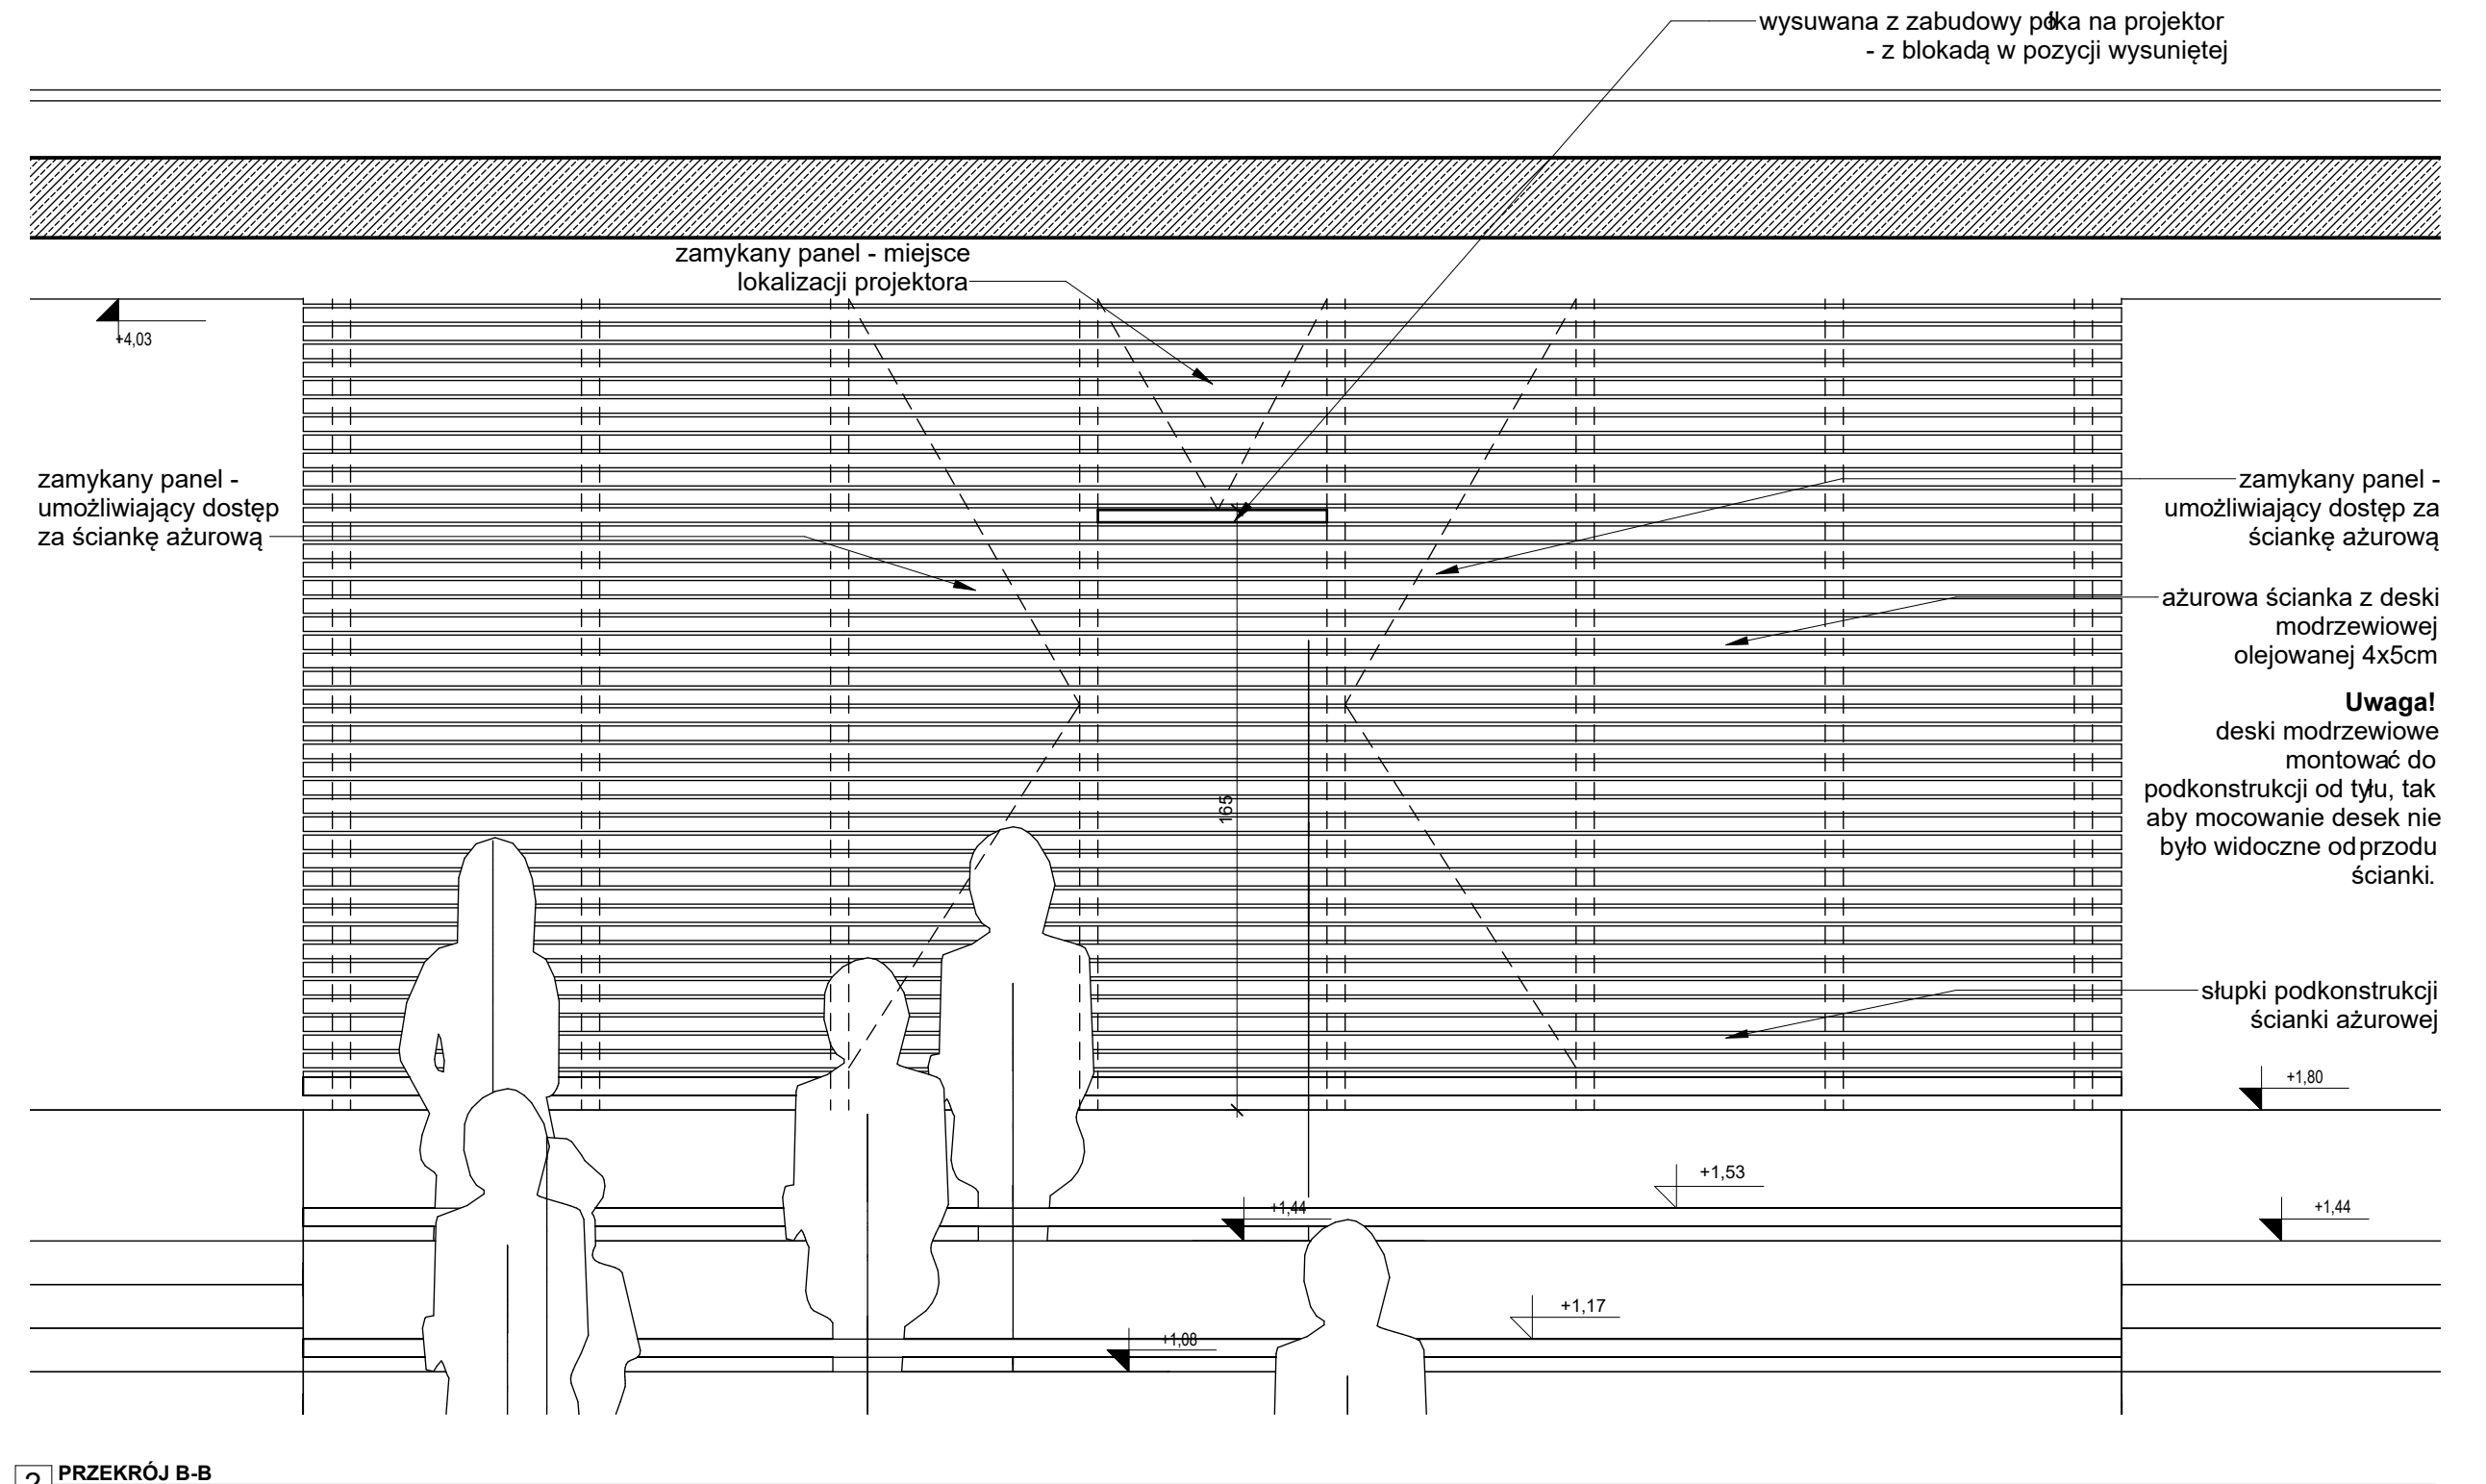 wysuwana z zabudowy półka na projektor
- z blokadą w pozycji wysuniętej
zamykany panel - miejsce
lokalizacji projektora
+4,03
zamykany panel -
umożliwiający dostęp
za ściankę ażurową
zamykany panel -
umożliwiający dostęp za
ściankę ażurową
ażurowa ścianka z deski
modrzewiowej
olejowanej 4x5cm
Uwaga!
deski modrzewiowe
montować do
podkonstrukcji od tyłu, tak
aby mocowanie desek nie
było widoczne od przodu
ścianki.
165
słupki podkonstrukcji
ścianki ażurowej
+1,80
+1,53
+1,44
+1,44
+1,17
+1,08
2 PRZEKRÓJ B-B